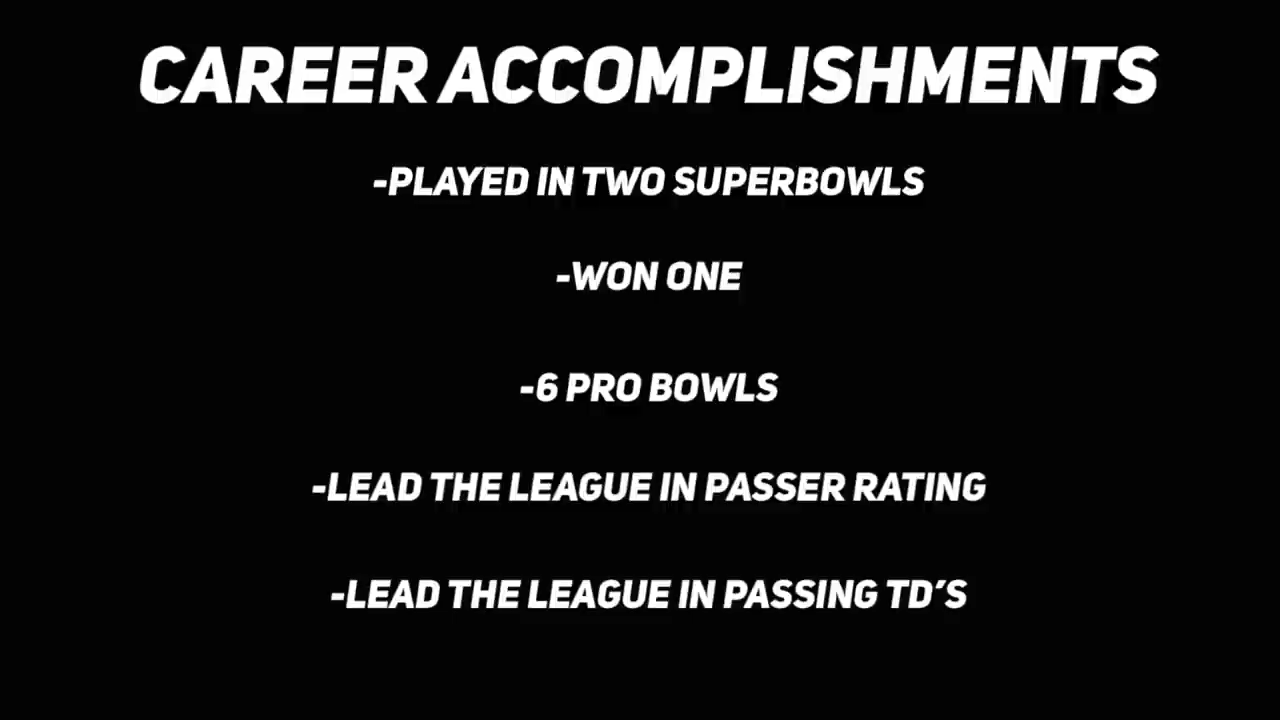 CAREER ACCOMPLISHMENTS
-PLAYED IN TWO SUPERBOWLS
-WON ONE
-6 PRO BOWLS
-LEAD THE LEAGUE IN PASSER RATING
-LEAD THE LEAGUE IN PASSING TD'S